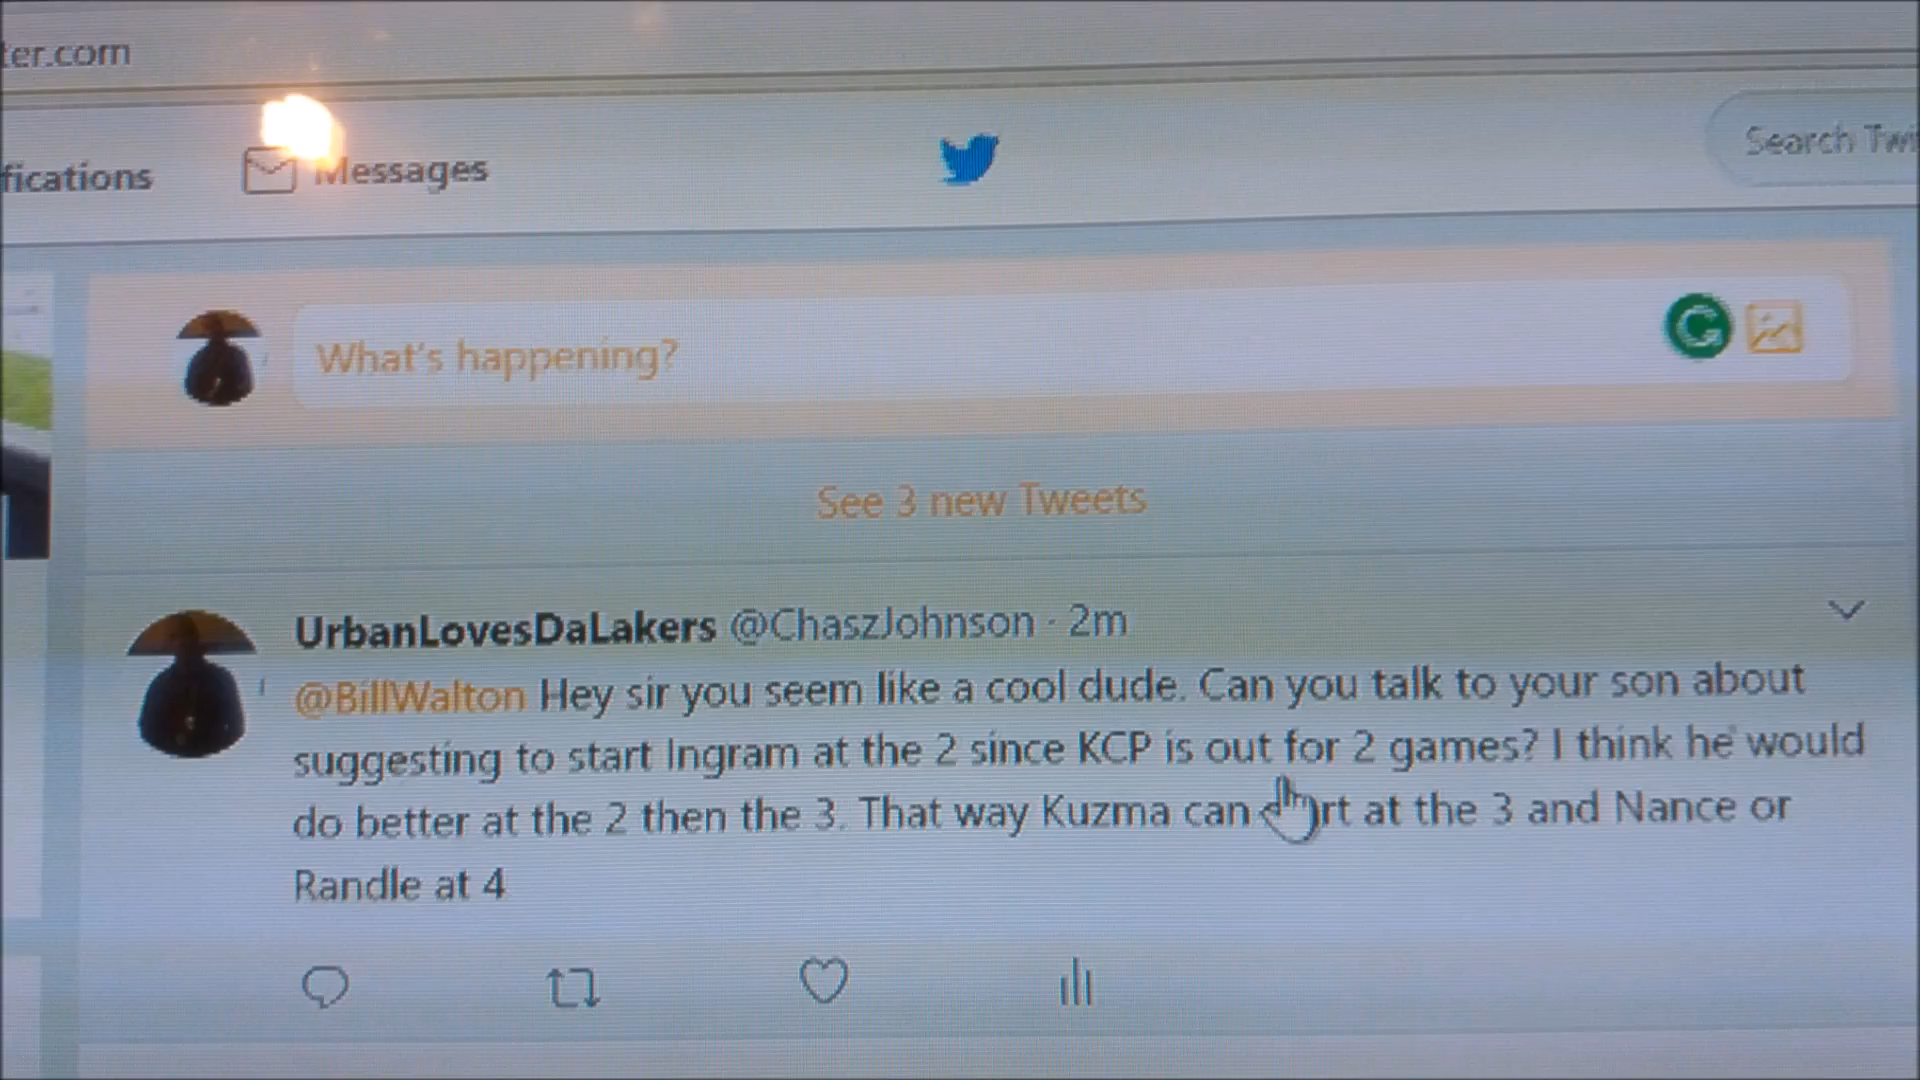 ter.com
fications
Messages
Search Twi
What's happening?
See 3 new Tweets
UrbanLovesDaLakers @ChaszJohnson · 2m
@BillWalton Hey sir you seem like a cool dude. Can you talk to your son about
suggesting to start Ingram at the 2 since KCP is out for 2 games? I think he would
do better at the 2 then the 3. That way Kuzma can start at the 3 and Nance or
Randle at 4